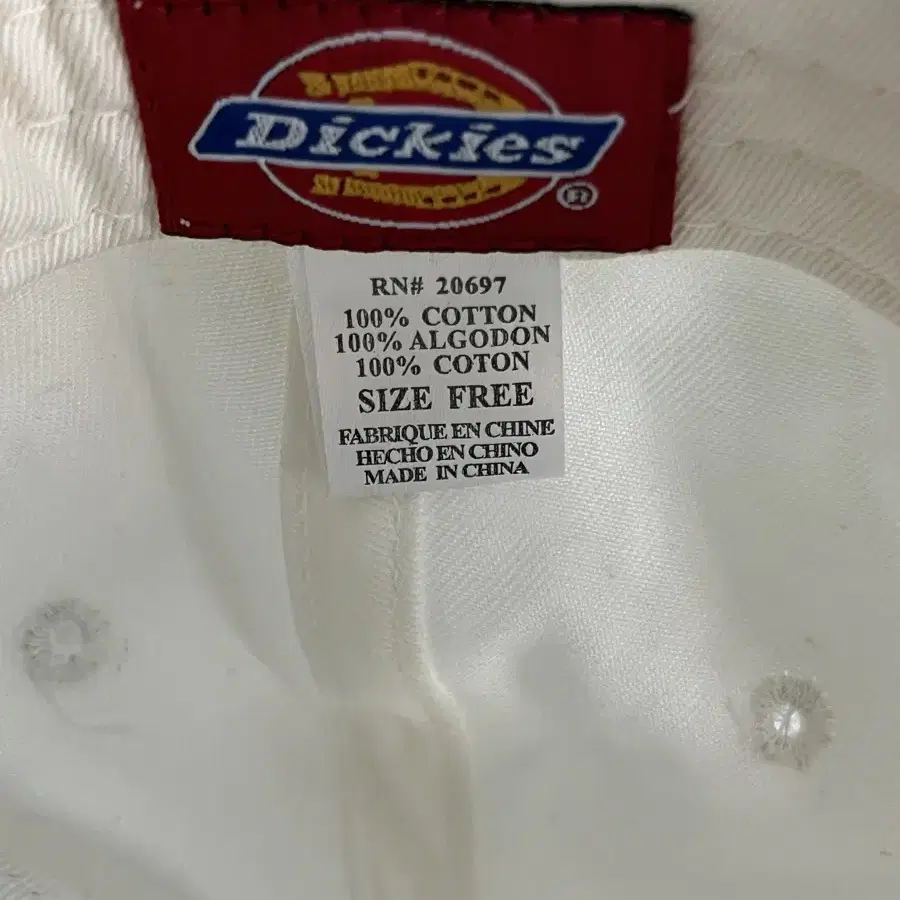 Dickies
®
RN# 20697
100% COTTON
100% ALGODON
100% COTON
SIZE FREE
FABRIQUE EN CHINE
HECHO EN CHINO
MADE IN CHINA